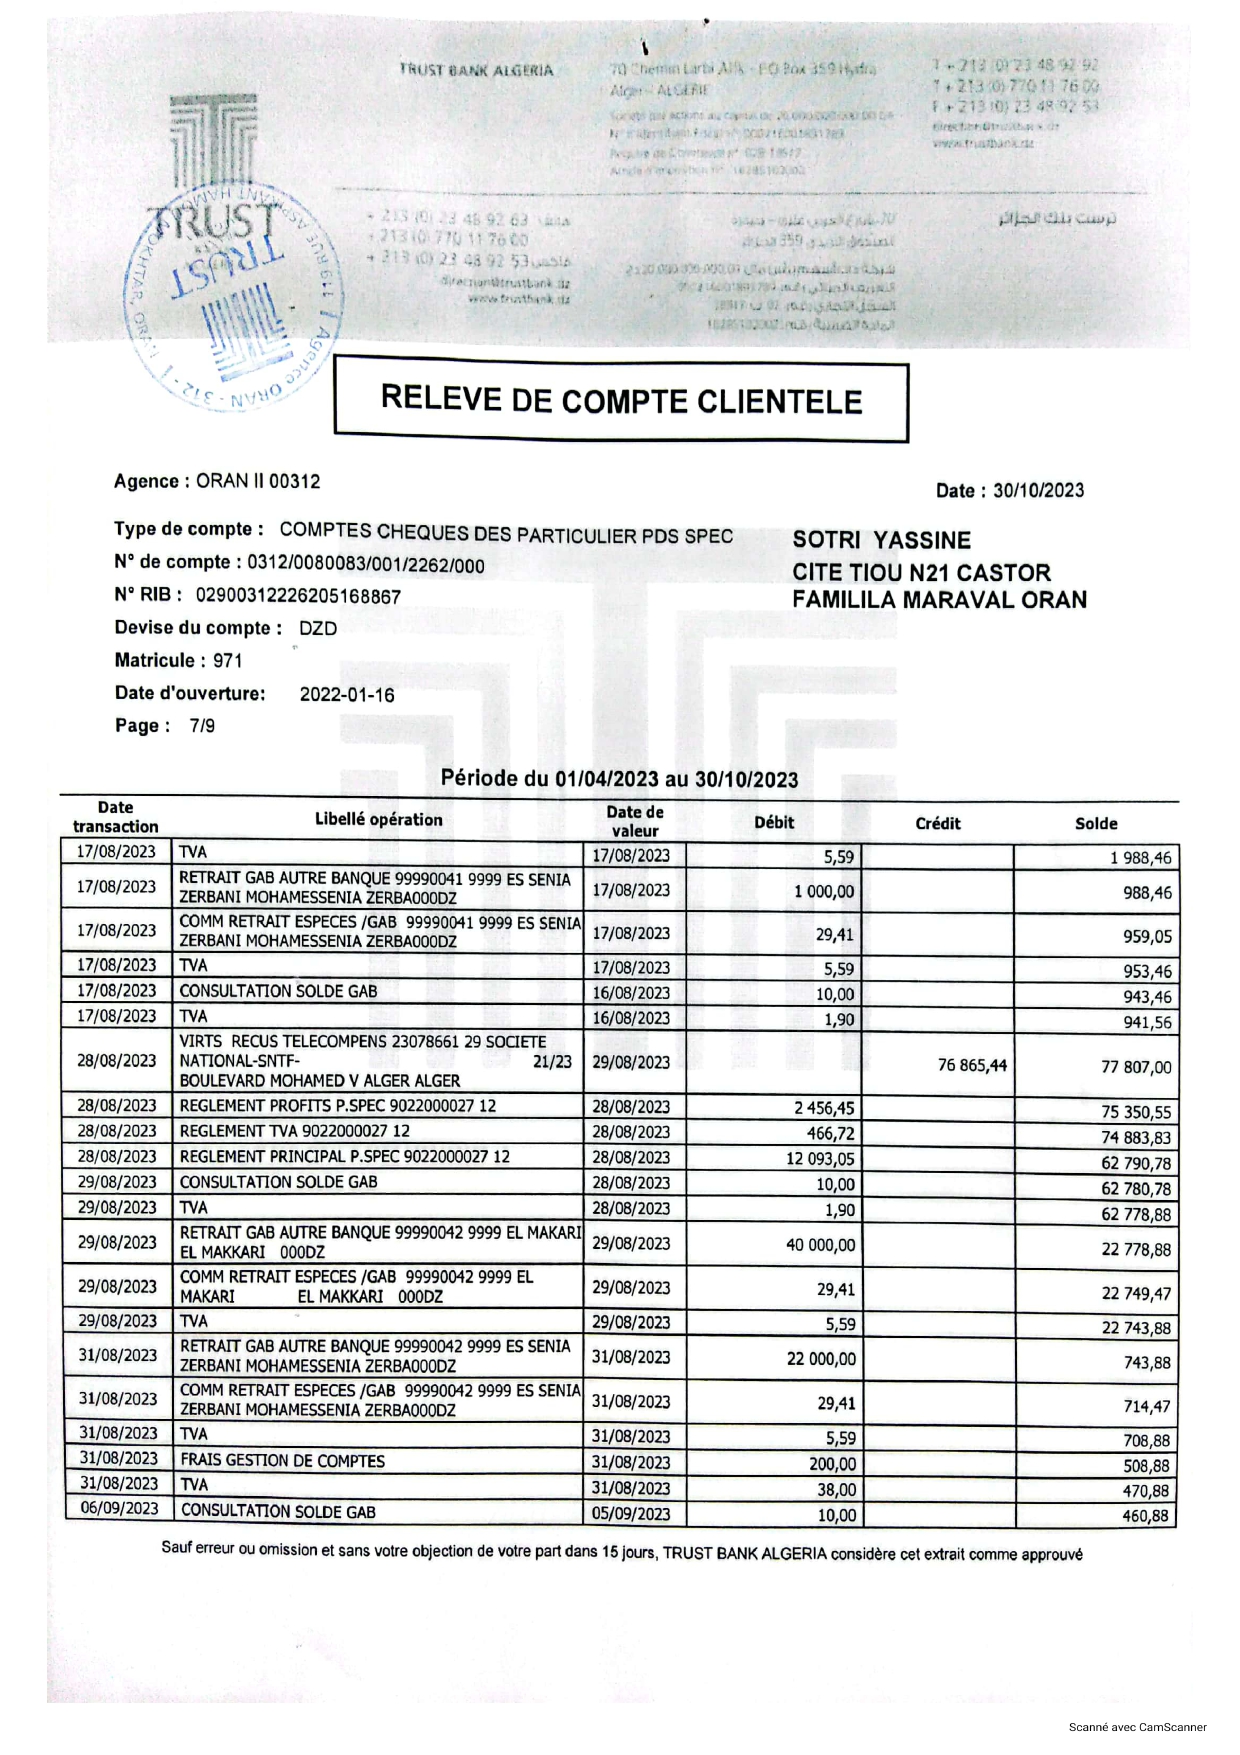 TRUST BANK ALGERIA
70 Chemin Larbi Alik - PO Box 359 Hydra
Alger - ALGERIE
T + 213 (0) 23 48 92 92
T + 213 (0) 770 11 76 00
F + 213 (0) 23 48 92 53
direction@trustbank.dz
www.trustbank.dz
TRUST
ترست بنك الجزائر
+ 213 (0) 23 48 92 63 هاتف
+ 213 (0) 770 11 76 00
+ 213 (0) 23 48 92 53 فاكس
direction@trustbank.dz
www.trustbank.dz
TRUST
Agence ORAN - 312 -
RELEVE DE COMPTE CLIENTELE
Agence : ORAN II 00312
Date : 30/10/2023
Type de compte : COMPTES CHEQUES DES PARTICULIER PDS SPEC
N° de compte : 0312/0080083/001/2262/000
N° RIB : 02900312226205168867
Devise du compte : DZD
Matricule : 971
Date d'ouverture: 2022-01-16
Page : 7/9
SOTRI YASSINE
CITE TIOU N21 CASTOR
FAMILILA MARAVAL ORAN
Période du 01/04/2023 au 30/10/2023
Date transaction Libellé opération Date de valeur Débit Crédit Solde
17/08/2023 TVA 17/08/2023 5,59 1 988,46
17/08/2023 RETRAIT GAB AUTRE BANQUE 99990041 9999 ES SENIA 17/08/2023 1 000,00 988,46
ZERBANI MOHAMESSENIA ZERBA000DZ
17/08/2023 COMM RETRAIT ESPECES /GAB 99990041 9999 ES SENIA 17/08/2023 29,41 959,05
ZERBANI MOHAMESSENIA ZERBA000DZ
17/08/2023 TVA 17/08/2023 5,59 953,46
17/08/2023 CONSULTATION SOLDE GAB 16/08/2023 10,00 943,46
17/08/2023 TVA 16/08/2023 1,90 941,56
VIRTS RECUS TELECOMPENS 23078661 29 SOCIETE
28/08/2023 NATIONAL-SNTF- 21/23 29/08/2023 76 865,44 77 807,00
BOULEVARD MOHAMED V ALGER ALGER
28/08/2023 REGLEMENT PROFITS P.SPEC 9022000027 12 28/08/2023 2 456,45 75 350,55
28/08/2023 REGLEMENT TVA 9022000027 12 28/08/2023 466,72 74 883,83
28/08/2023 REGLEMENT PRINCIPAL P.SPEC 9022000027 12 28/08/2023 12 093,05 62 790,78
29/08/2023 CONSULTATION SOLDE GAB 28/08/2023 10,00 62 780,78
29/08/2023 TVA 28/08/2023 1,90 62 778,88
29/08/2023 RETRAIT GAB AUTRE BANQUE 99990042 9999 EL MAKARI 29/08/2023 40 000,00 22 778,88
EL MAKKARI 000DZ
29/08/2023 COMM RETRAIT ESPECES /GAB 99990042 9999 EL 29/08/2023 29,41 22 749,47
MAKARI EL MAKKARI 000DZ
29/08/2023 TVA 29/08/2023 5,59 22 743,88
31/08/2023 RETRAIT GAB AUTRE BANQUE 99990042 9999 ES SENIA 31/08/2023 22 000,00 743,88
ZERBANI MOHAMESSENIA ZERBA000DZ
31/08/2023 COMM RETRAIT ESPECES /GAB 99990042 9999 ES SENIA 31/08/2023 29,41 714,47
ZERBANI MOHAMESSENIA ZERBA000DZ
31/08/2023 TVA 31/08/2023 5,59 708,88
31/08/2023 FRAIS GESTION DE COMPTES 31/08/2023 200,00 508,88
31/08/2023 TVA 31/08/2023 38,00 470,88
06/09/2023 CONSULTATION SOLDE GAB 05/09/2023 10,00 460,88
Sauf erreur ou omission et sans votre objection de votre part dans 15 jours, TRUST BANK ALGERIA considère cet extrait comme approuvé
Scanné avec CamScanner